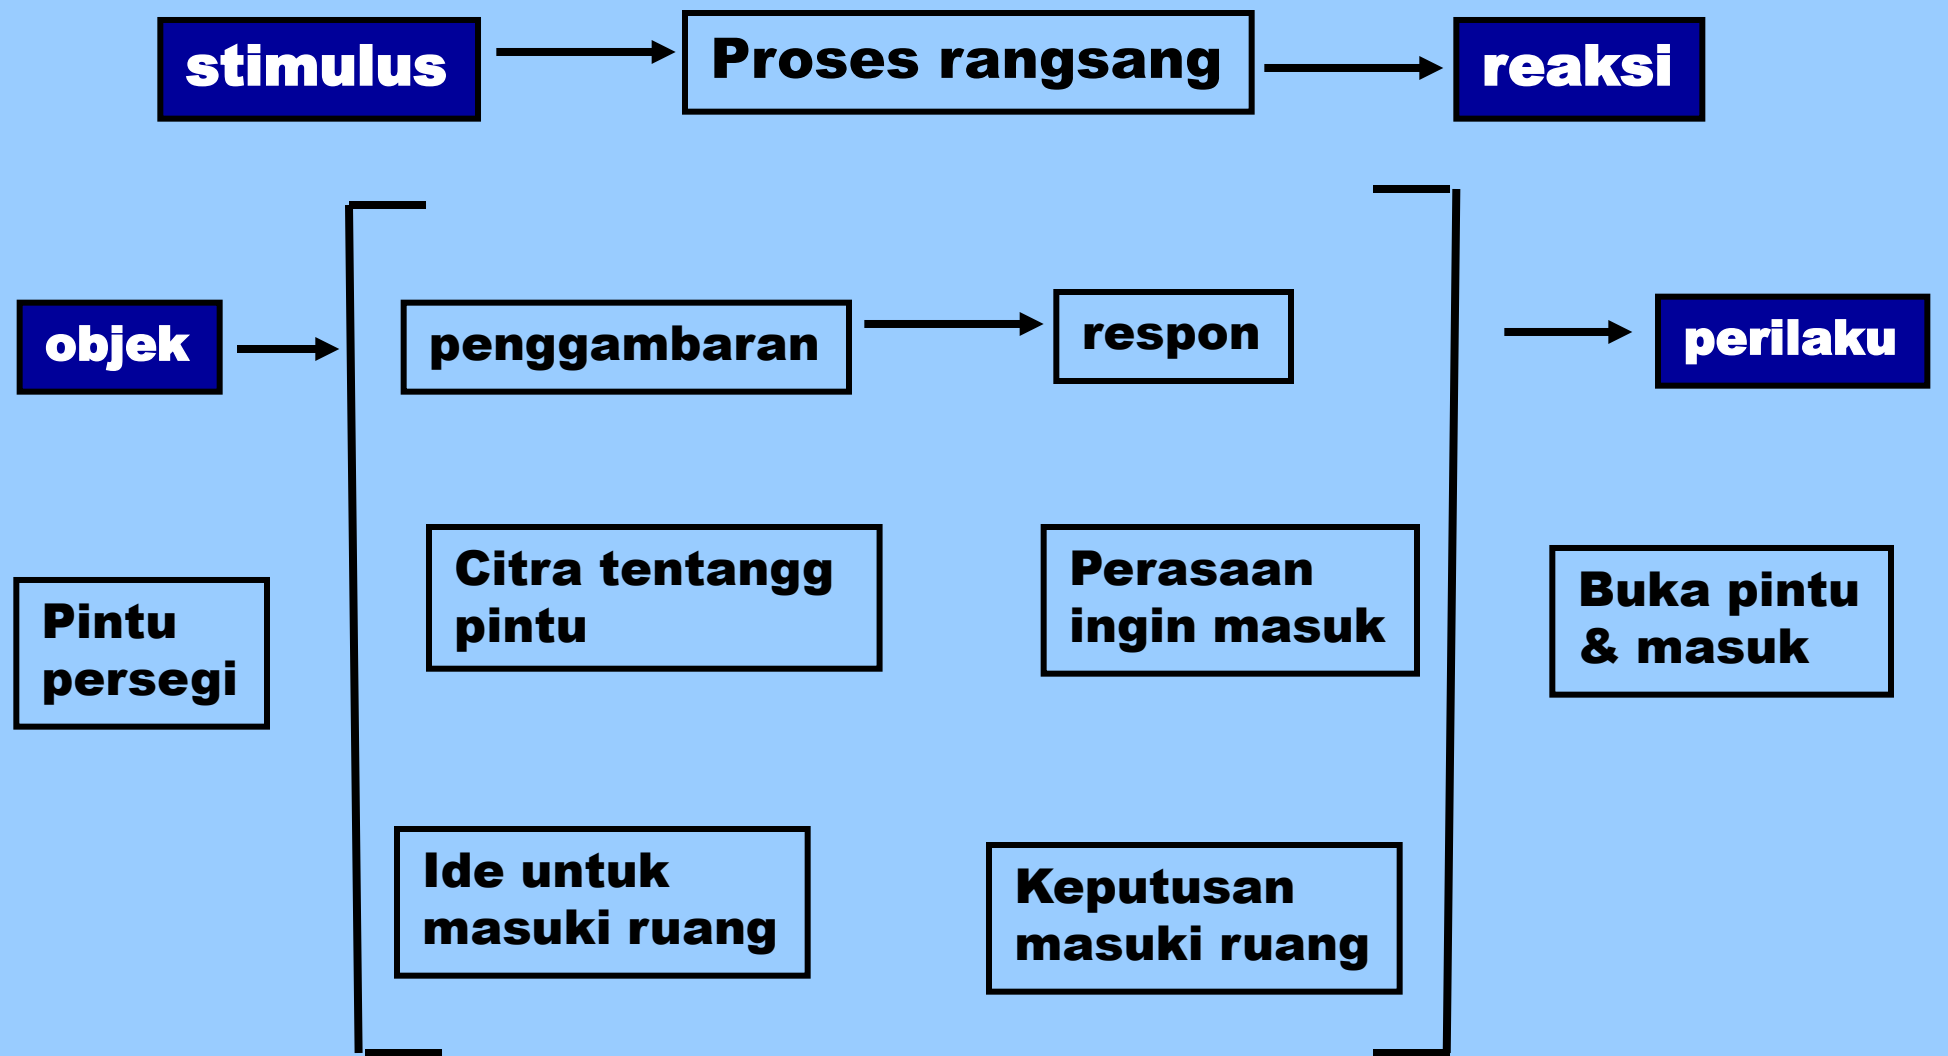 stimulus
Proses rangsang
reaksi
objek
penggambaran
respon
perilaku
Pintu
persegi
Citra tentangg
pintu
Perasaan
ingin masuk
Buka pintu
& masuk
Ide untuk
masuki ruang
Keputusan
masuki ruang